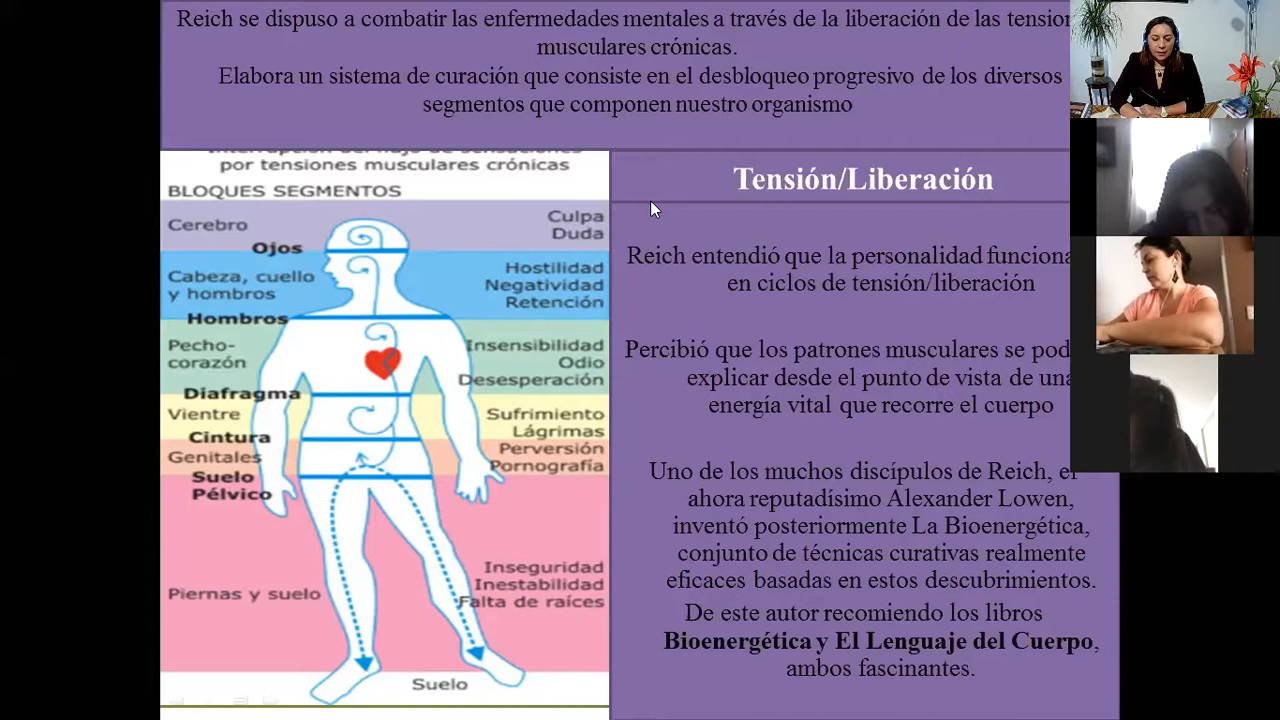 Reich se dispuso a combatir las enfermedades mentales a través de la liberación de las
musculares crónicas.
Elabora un sistema de curación que consiste en el desbloqueo progresivo de los diversos
segmentos que componen nuestro organismo
por tensiones musculares crónicas
BLOQUES SEGMENTOS
Cerebro
Culpa
Duda
Ojos
Cabeza, cuello
y hombros
Hostilidad
Negatividad
Retención
Hombros
Pecho-
corazón
Insensibilidad
Odio
Desesperación
Diafragma
Vientre
Sufrimiento
Lágrimas
Cintura
Genitales
Perversión
Pornografía
Suelo
Pélvico
Piernas y suelo
Inseguridad
Inestabilidad
Falta de raíces
Suelo
Tensión/Liberación
Reich entendió que la personalidad
en ciclos de tensión/liberación
Percibió que los patrones musculares se
explicar desde el punto de vista de una
energía vital que recorre el cuerpo
Uno de los muchos discípulos de Reich, el
ahora reputadísimo Alexander Lowen,
inventó posteriormente La Bioenergética,
conjunto de técnicas curativas realmente
eficaces basadas en estos descubrimientos.
De este autor recomiendo los libros
Bioenergética y El Lenguaje del Cuerpo,
ambos fascinantes.